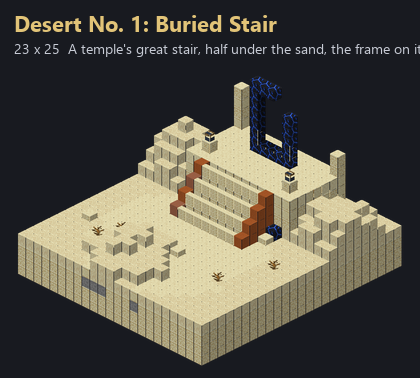 Desert No. 1: Buried Stair
23 x 25 A temple's great stair, half under the sand, the frame on it